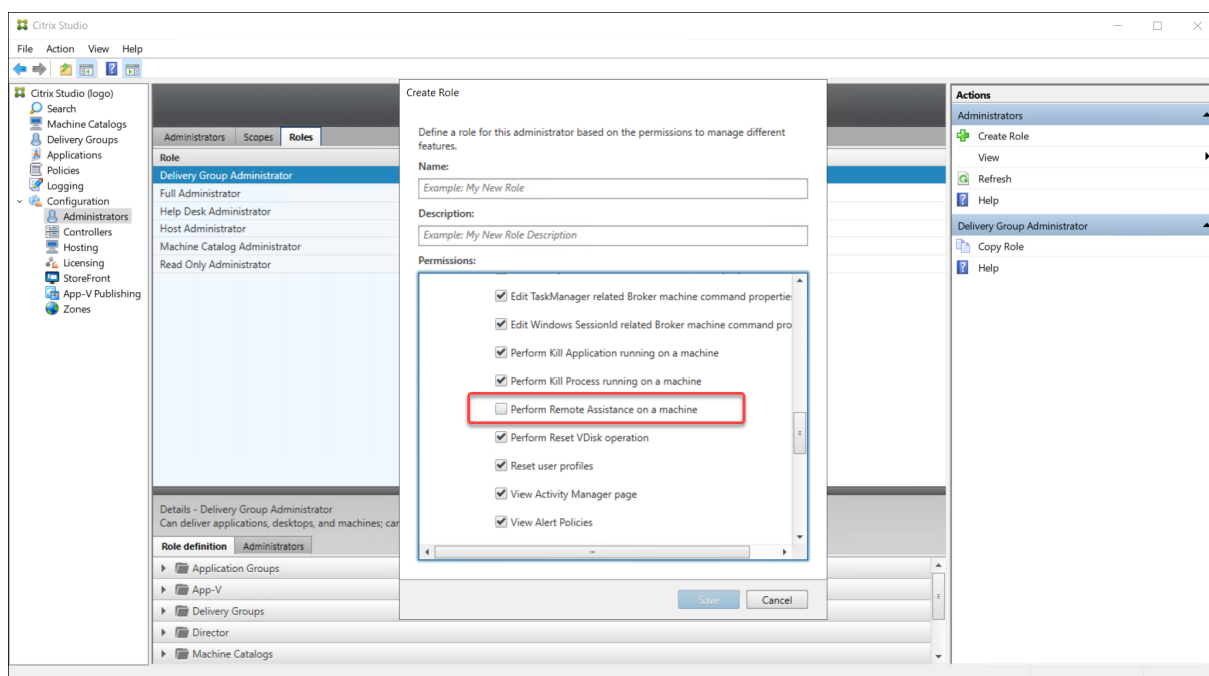 Citrix Studio
File Action View Help
Citrix Studio (logo)
Search
Machine Catalogs
Delivery Groups
Applications
Policies
Logging
Configuration
Administrators
Controllers
Hosting
Licensing
StoreFront
App-V Publishing
Zones
Administrators Scopes Roles
Role
Delivery Group Administrator
Full Administrator
Help Desk Administrator
Host Administrator
Machine Catalog Administrator
Read Only Administrator
Details - Delivery Group Administrator
Can deliver applications, desktops, and machines; car
Role definition Administrators
Application Groups
App-V
Delivery Groups
Director
Machine Catalogs
Create Role
Define a role for this administrator based on the permissions to manage different
features.
Name:
Example: My New Role
Description:
Example: My New Role Description
Permissions:
Edit TaskManager related Broker machine command propertie
Edit Windows SessionId related Broker machine command pro
Perform Kill Application running on a machine
Perform Kill Process running on a machine
Perform Remote Assistance on a machine
Perform Reset VDisk operation
Reset user profiles
View Activity Manager page
View Alert Policies
Save Cancel
Actions
Administrators
Create Role
View
Refresh
Help
Delivery Group Administrator
Copy Role
Help